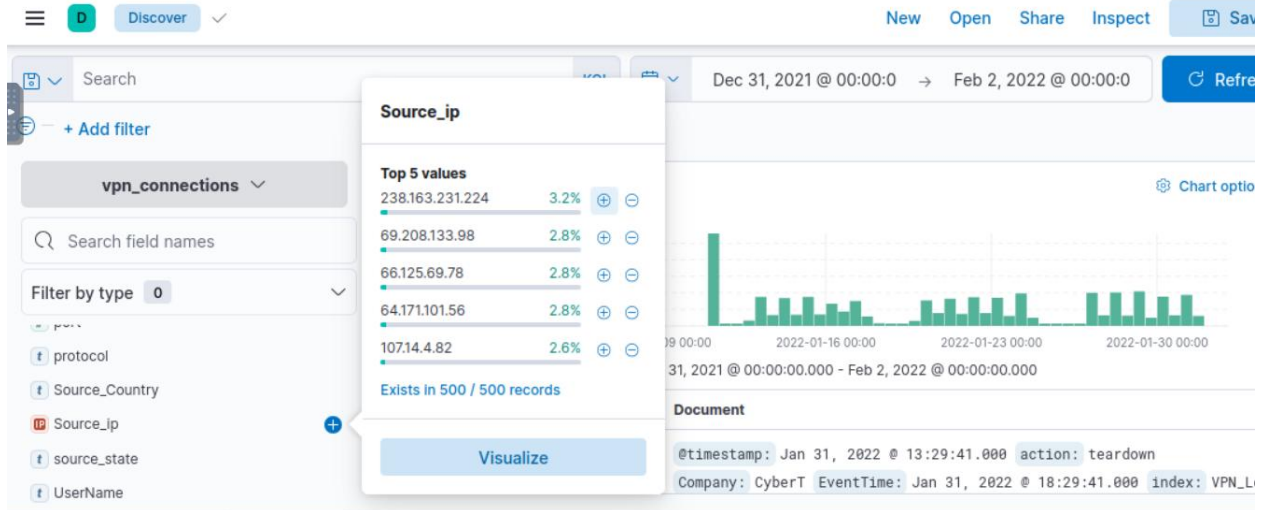 D Discover New Open Share Inspect Sav
Search Dec 31, 2021 @ 00:00:0 → Feb 2, 2022 @ 00:00:0 Refre
+ Add filter
Source_ip
vpn_connections
Chart optio
Search field names
Filter by type 0
protocol
Source_Country
Source_ip
source_state
UserName
Top 5 values
238.163.231.224 3.2%
69.208.133.98 2.8%
66.125.69.78 2.8%
64.171.101.56 2.8%
107.14.4.82 2.6%
Exists in 500 / 500 records
Visualize
09 00:00 2022-01-16 00:00 2022-01-23 00:00 2022-01-30 00:00
31, 2021 @ 00:00:00.000 - Feb 2, 2022 @ 00:00:00.000
Document
@timestamp: Jan 31, 2022 @ 13:29:41.000 action: teardown
Company: CyberT EventTime: Jan 31, 2022 @ 18:29:41.000 index: VPN_L